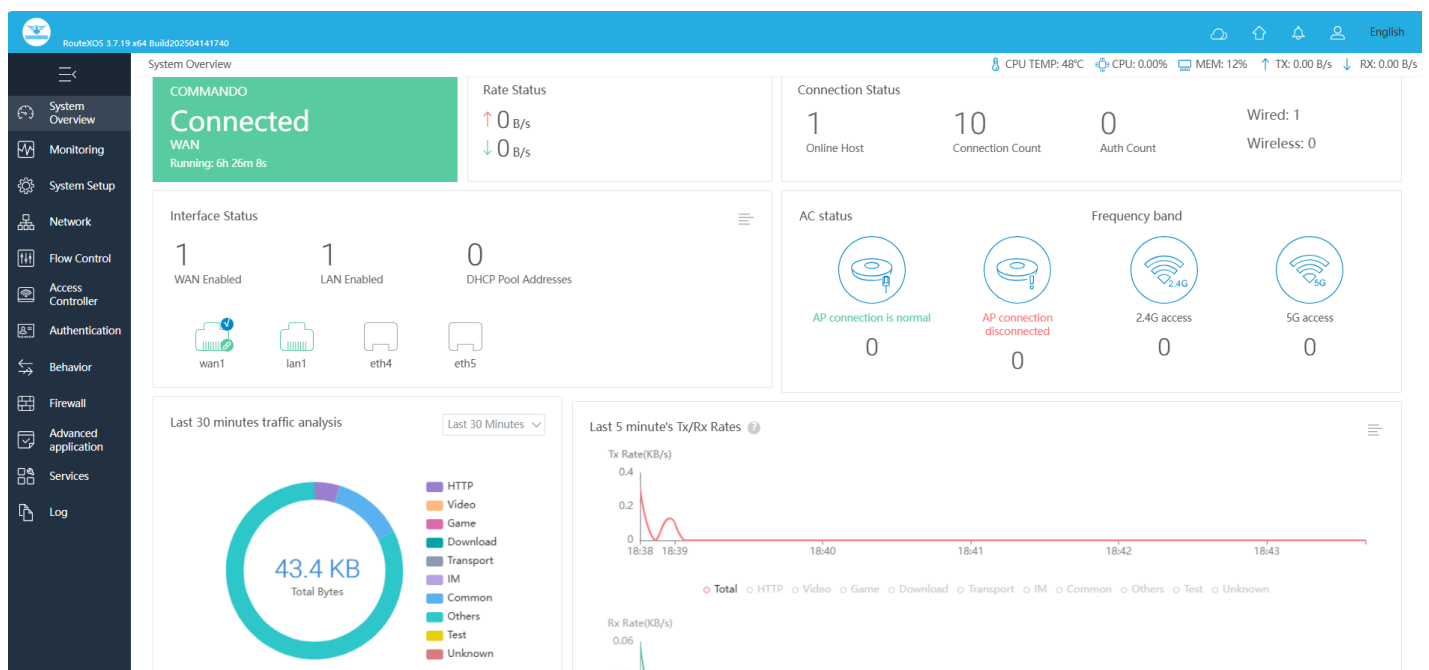 RouteXOS 3.7.19 x64 Build202504141740
English
System Overview
CPU TEMP: 48℃ CPU: 0.00% MEM: 12% TX: 0.00 B/s RX: 0.00 B/s
System
Overview
Monitoring
System Setup
Network
Flow Control
Access
Controller
Authentication
Behavior
Firewall
Advanced
application
Services
Log
COMMANDO
Connected
WAN
Running: 6h 26m 8s
Rate Status
0 B/s
0 B/s
Connection Status
1
Online Host
10
Connection Count
0
Auth Count
Wired: 1
Wireless: 0
Interface Status
1
WAN Enabled
1
LAN Enabled
0
DHCP Pool Addresses
wan1
lan1
eth4
eth5
AC status
Frequency band
AP connection is normal
0
AP connection
disconnected
0
2.4G
2.4G access
0
5G
5G access
0
Last 30 minutes traffic analysis
Last 30 Minutes
43.4 KB
Total Bytes
HTTP
Video
Game
Download
Transport
IM
Common
Others
Test
Unknown
Last 5 minute's Tx/Rx Rates ?
Tx Rate(KB/s)
0.4
0.2
0
18:38 18:39 18:40 18:41 18:42 18:43
Total HTTP Video Game Download Transport IM Common Others Test Unknown
Rx Rate(KB/s)
0.06